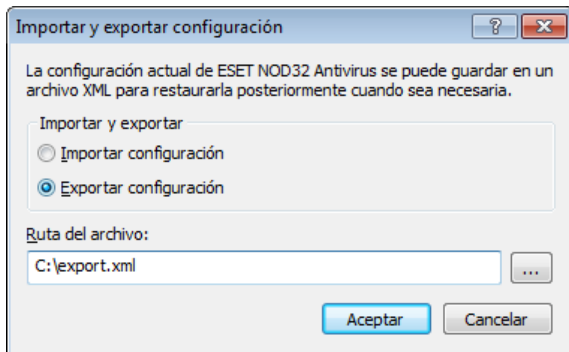 Importar y exportar configuración
La configuración actual de ESET NOD32 Antivirus se puede guardar en un
archivo XML para restaurarla posteriormente cuando sea necesaria.
Importar y exportar
Importar configuración
Exportar configuración
Ruta del archivo:
C:\export.xml
...
Aceptar Cancelar